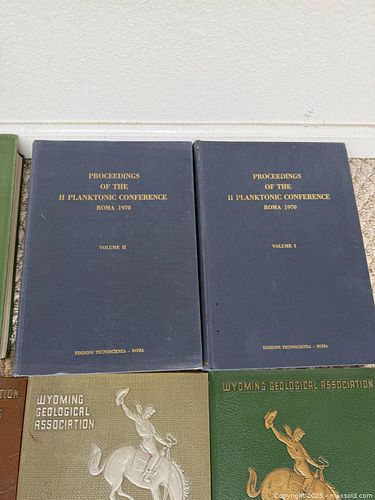 PROCEEDINGS
OF THE
II PLANKTONIC CONFERENCE
ROMA 1970
VOLUME II
EDIZIONI TECNOSCIENZA - ROMA
PROCEEDINGS
OF THE
II PLANKTONIC CONFERENCE
ROMA 1970
VOLUME I
EDIZIONI TECNOSCIENZA - ROMA
WYOMING
GEOLOGICAL
ASSOCIATION
WYOMING GEOLOGICAL ASSOCIATION
Copyright© 2025 - maxsold.com